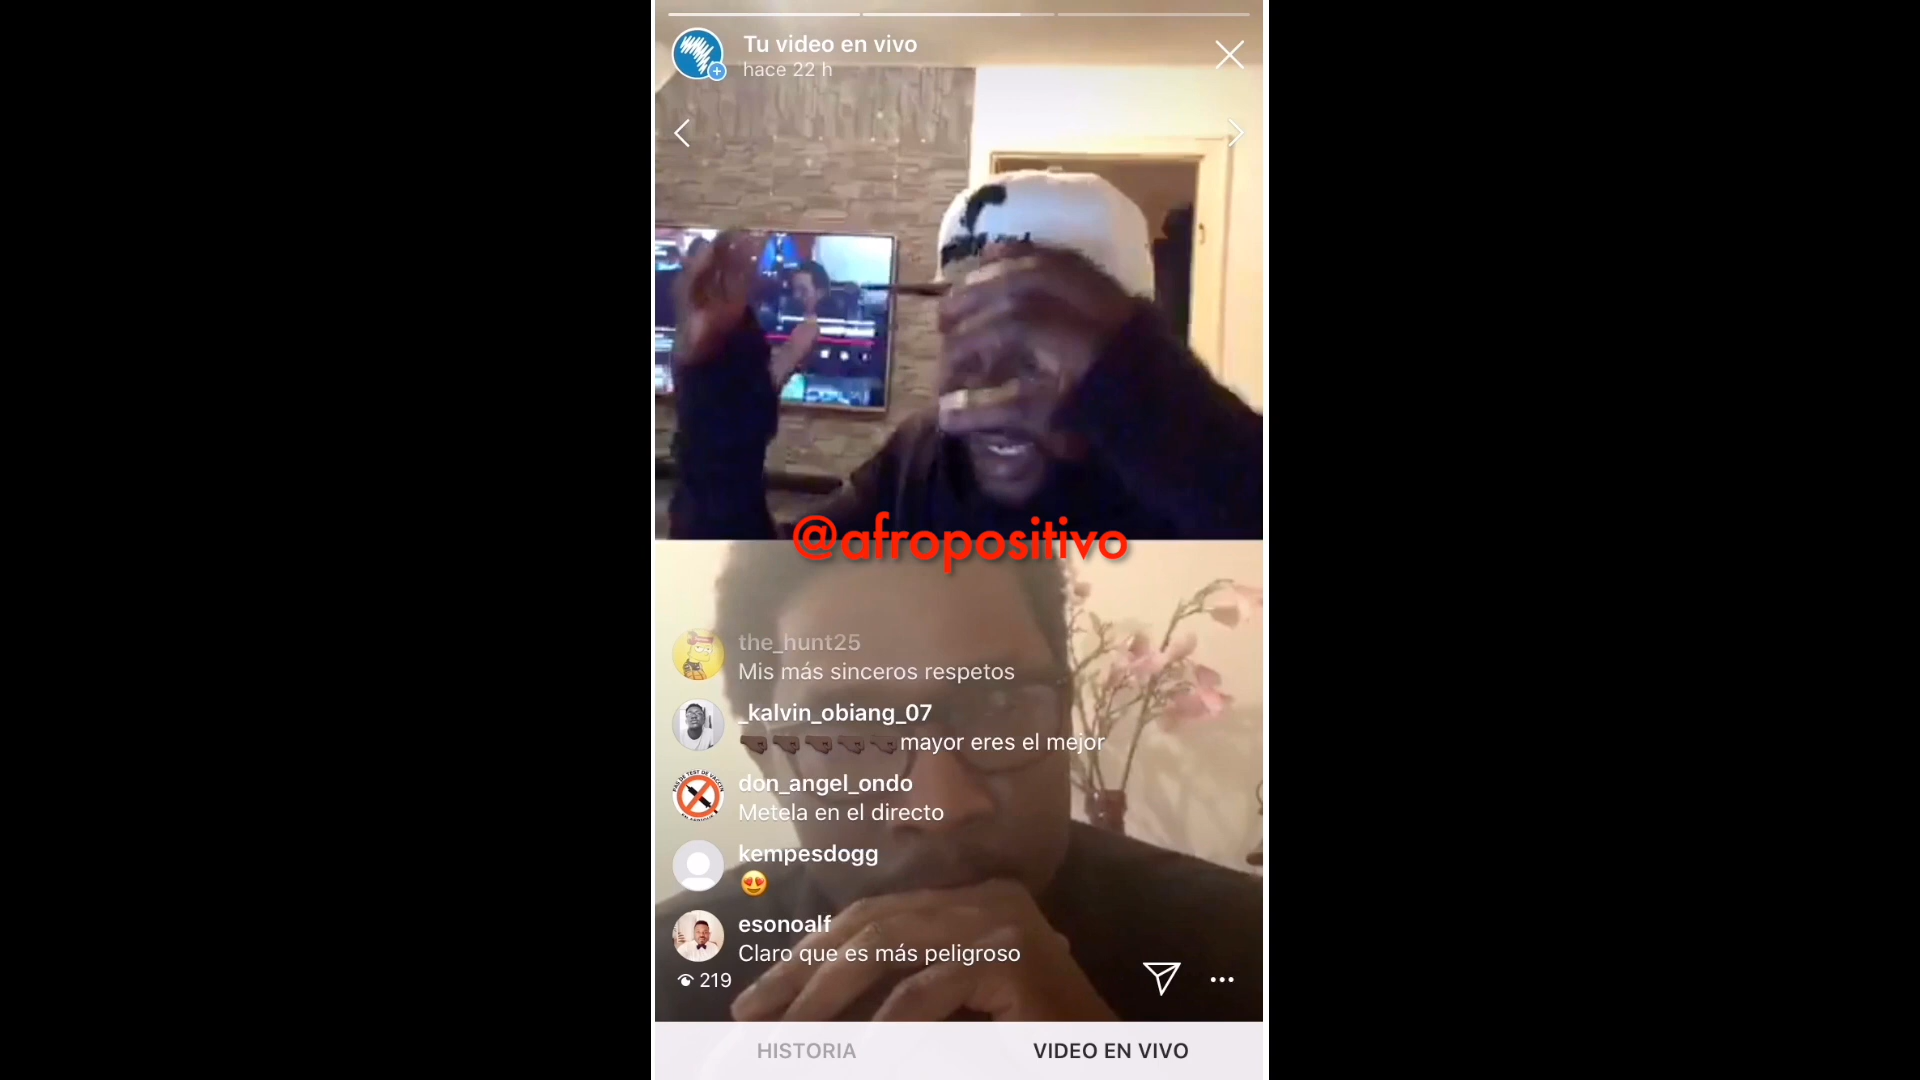 Tu video en vivo
hace 22 h
@afropositivo
the_hunt25
Mis más sinceros respetos
_kalvin_obiang_07
🤜🏿🤜🏿🤜🏿🤜🏿🤜🏿mayor eres el mejor
don_angel_ondo
Metela en el directo
kempesdogg
😍
esonoalf
Claro que es más peligroso
219
HISTORIA
VIDEO EN VIVO